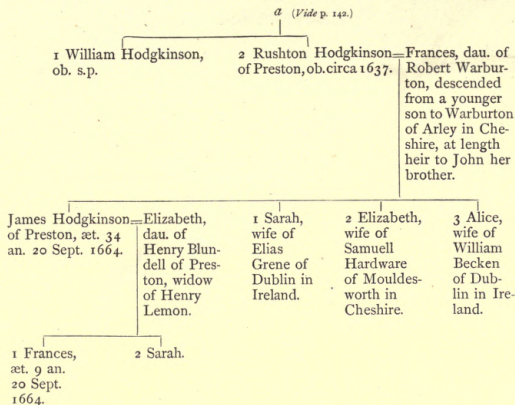 a (Vide p. 142.)
1 William Hodgkinson,
ob. s.p.
2 Rushton Hodgkinson=Frances, dau. of
of Preston, ob. circa 1637.
Robert Warbur-
ton, descended
from a younger
son to Warburton
of Arley in Che-
shire, at length
heir to John her
brother.
James Hodgkinson=Elizabeth,
of Preston, æt. 34
an. 20 Sept. 1664.
dau. of
Henry Blun-
dell of Pres-
ton, widow
of Henry
Lemon.
1 Sarah,
wife of
Elias
Grene of
Dublin in
Ireland.
2 Elizabeth,
wife of
Samuell
Hardware
of Mouldes-
worth in
Cheshire.
3 Alice,
wife of
William
Becken
of Dub-
lin in Ire-
land.
1 Frances,
æt. 9 an.
20 Sept.
1664.
2 Sarah.